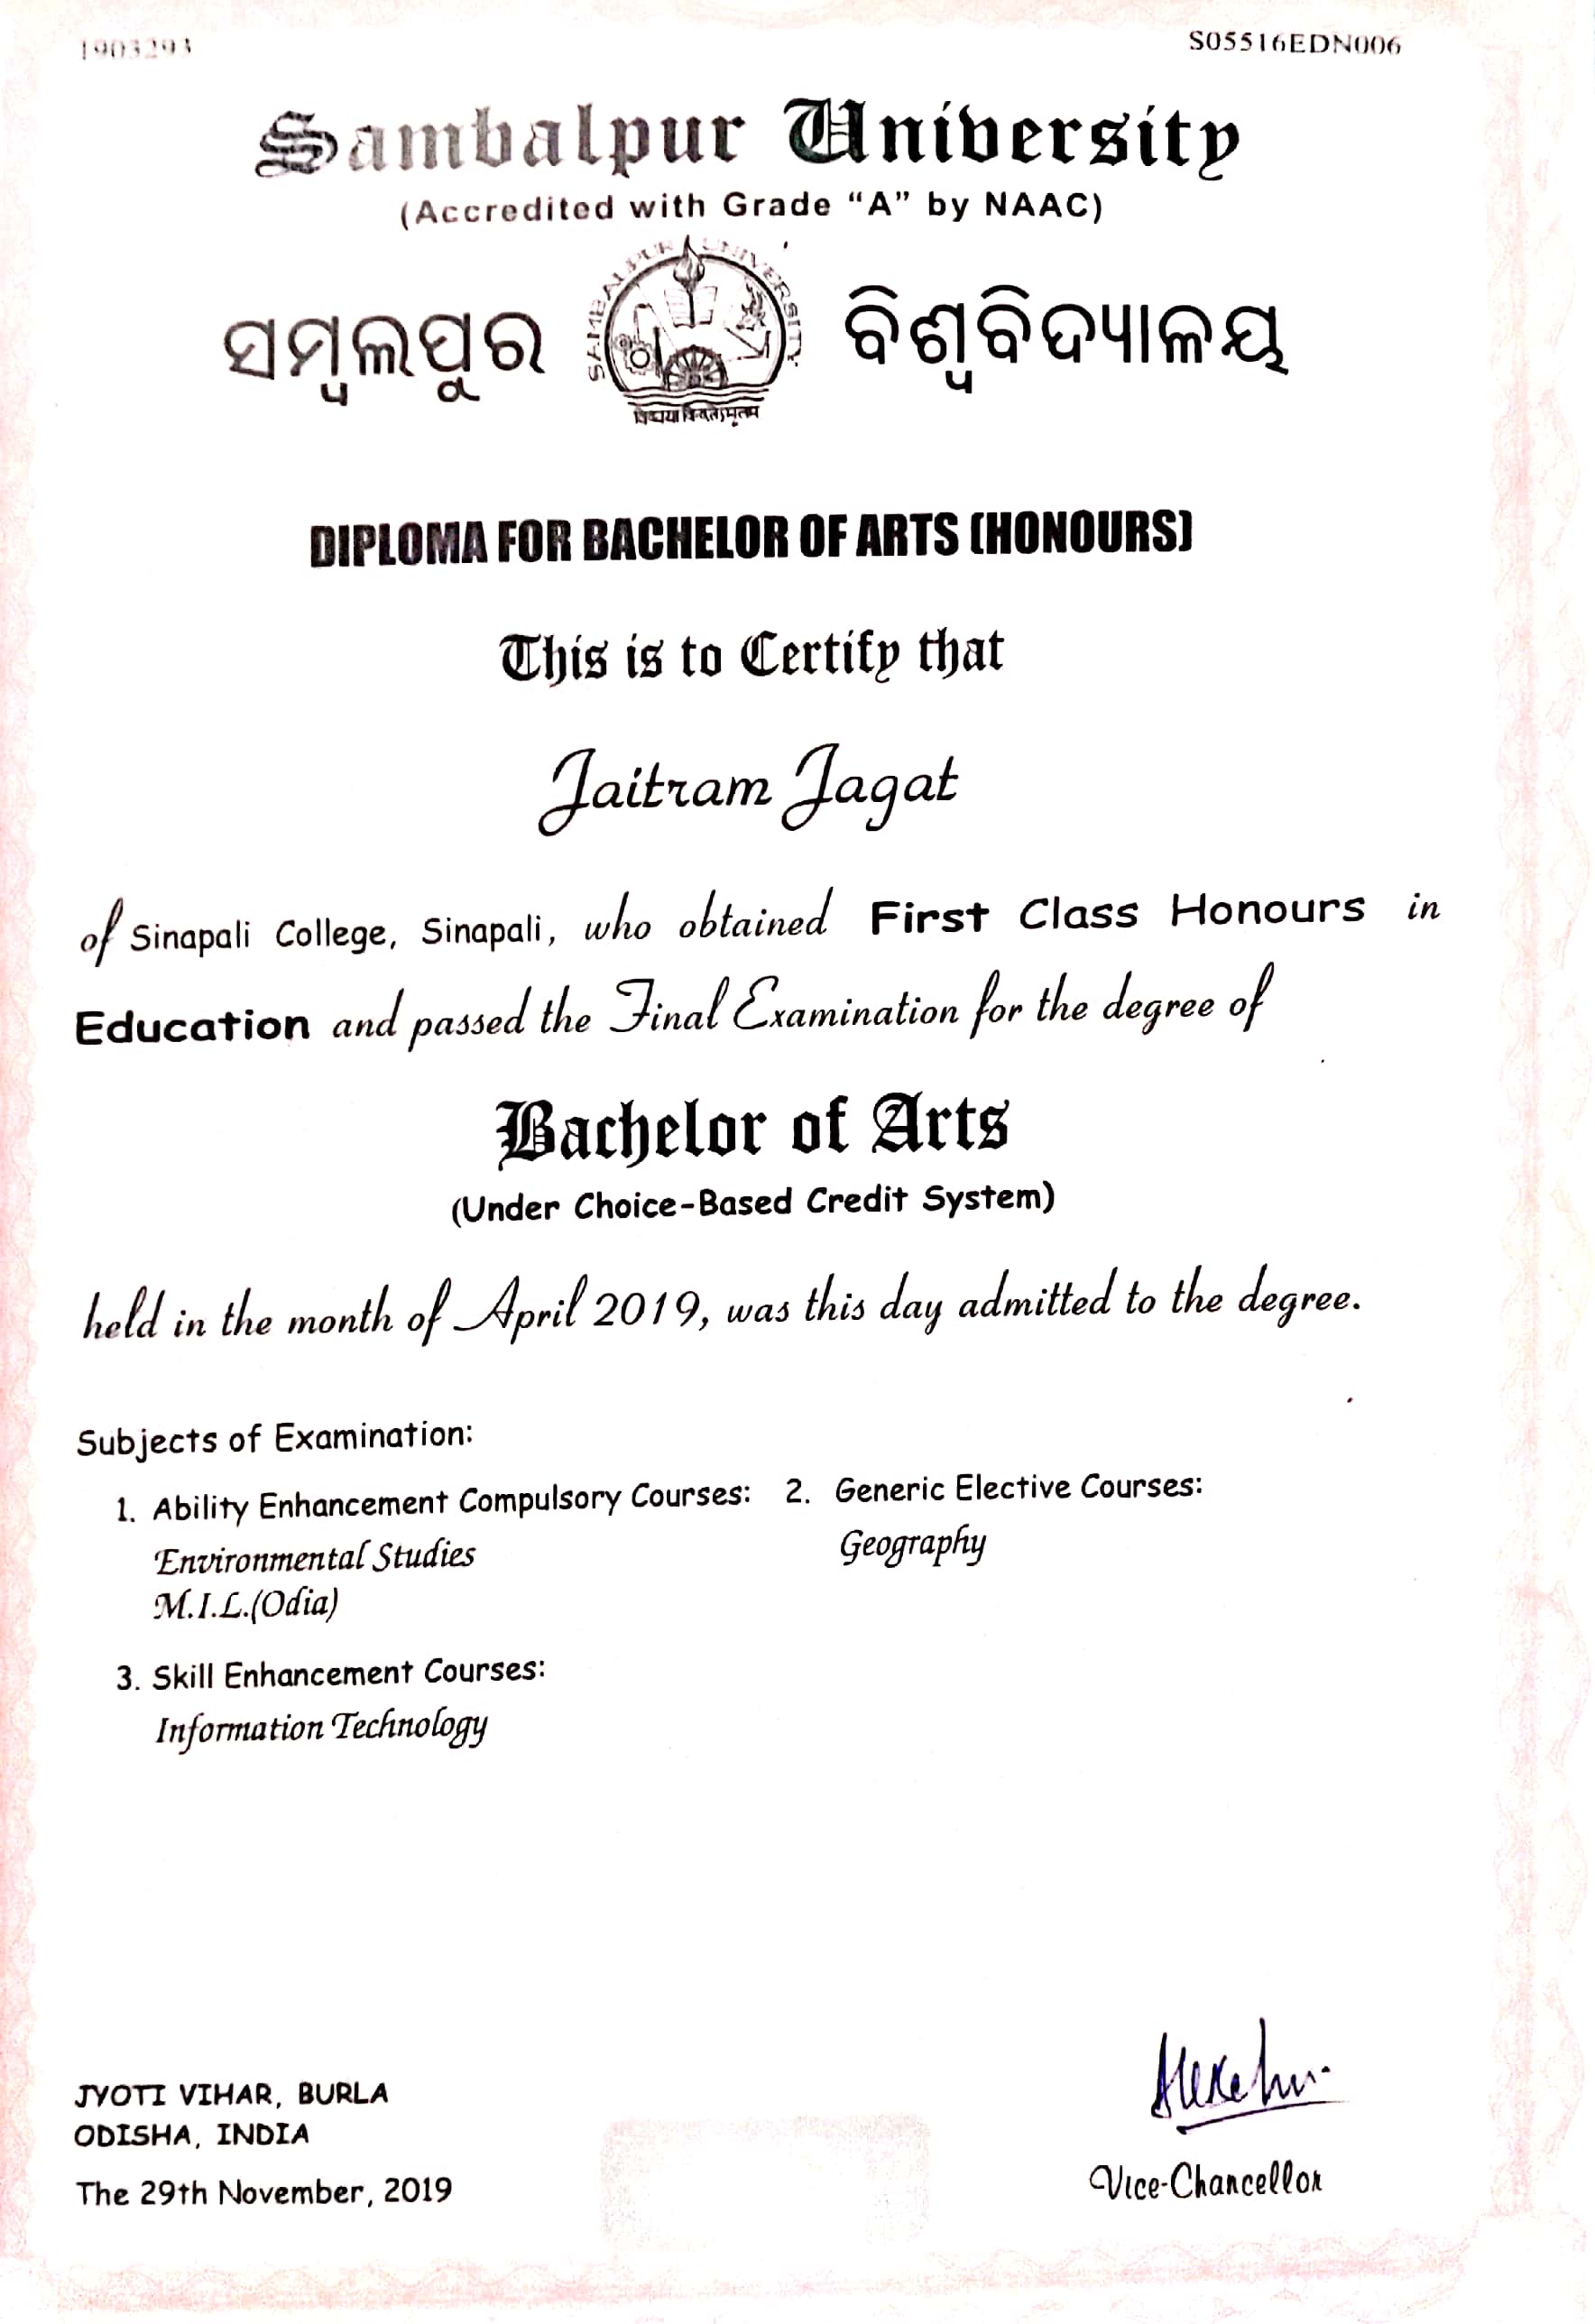 1903293
S05516EDN006
Sambalpur University
(Accredited with Grade “A” by NAAC)
SAMBALPUR UNIVERSITY
ସମ୍ବଲପୁର ବିଶ୍ୱବିଦ୍ୟାଳୟ
DIPLOMA FOR BACHELOR OF ARTS (HONOURS)
This is to Certify that
Jaitram Jagat
of Sinapali College, Sinapali, who obtained First Class Honours in
Education and passed the Final Examination for the degree of
Bachelor of Arts
(Under Choice-Based Credit System)
held in the month of April 2019, was this day admitted to the degree.
Subjects of Examination:
1. Ability Enhancement Compulsory Courses: 2. Generic Elective Courses:
Environmental Studies Geography
M.I.L.(Odia)
3. Skill Enhancement Courses:
Information Technology
JYOTI VIHAR, BURLA
ODISHA, INDIA
The 29th November, 2019
Vice-Chancellor